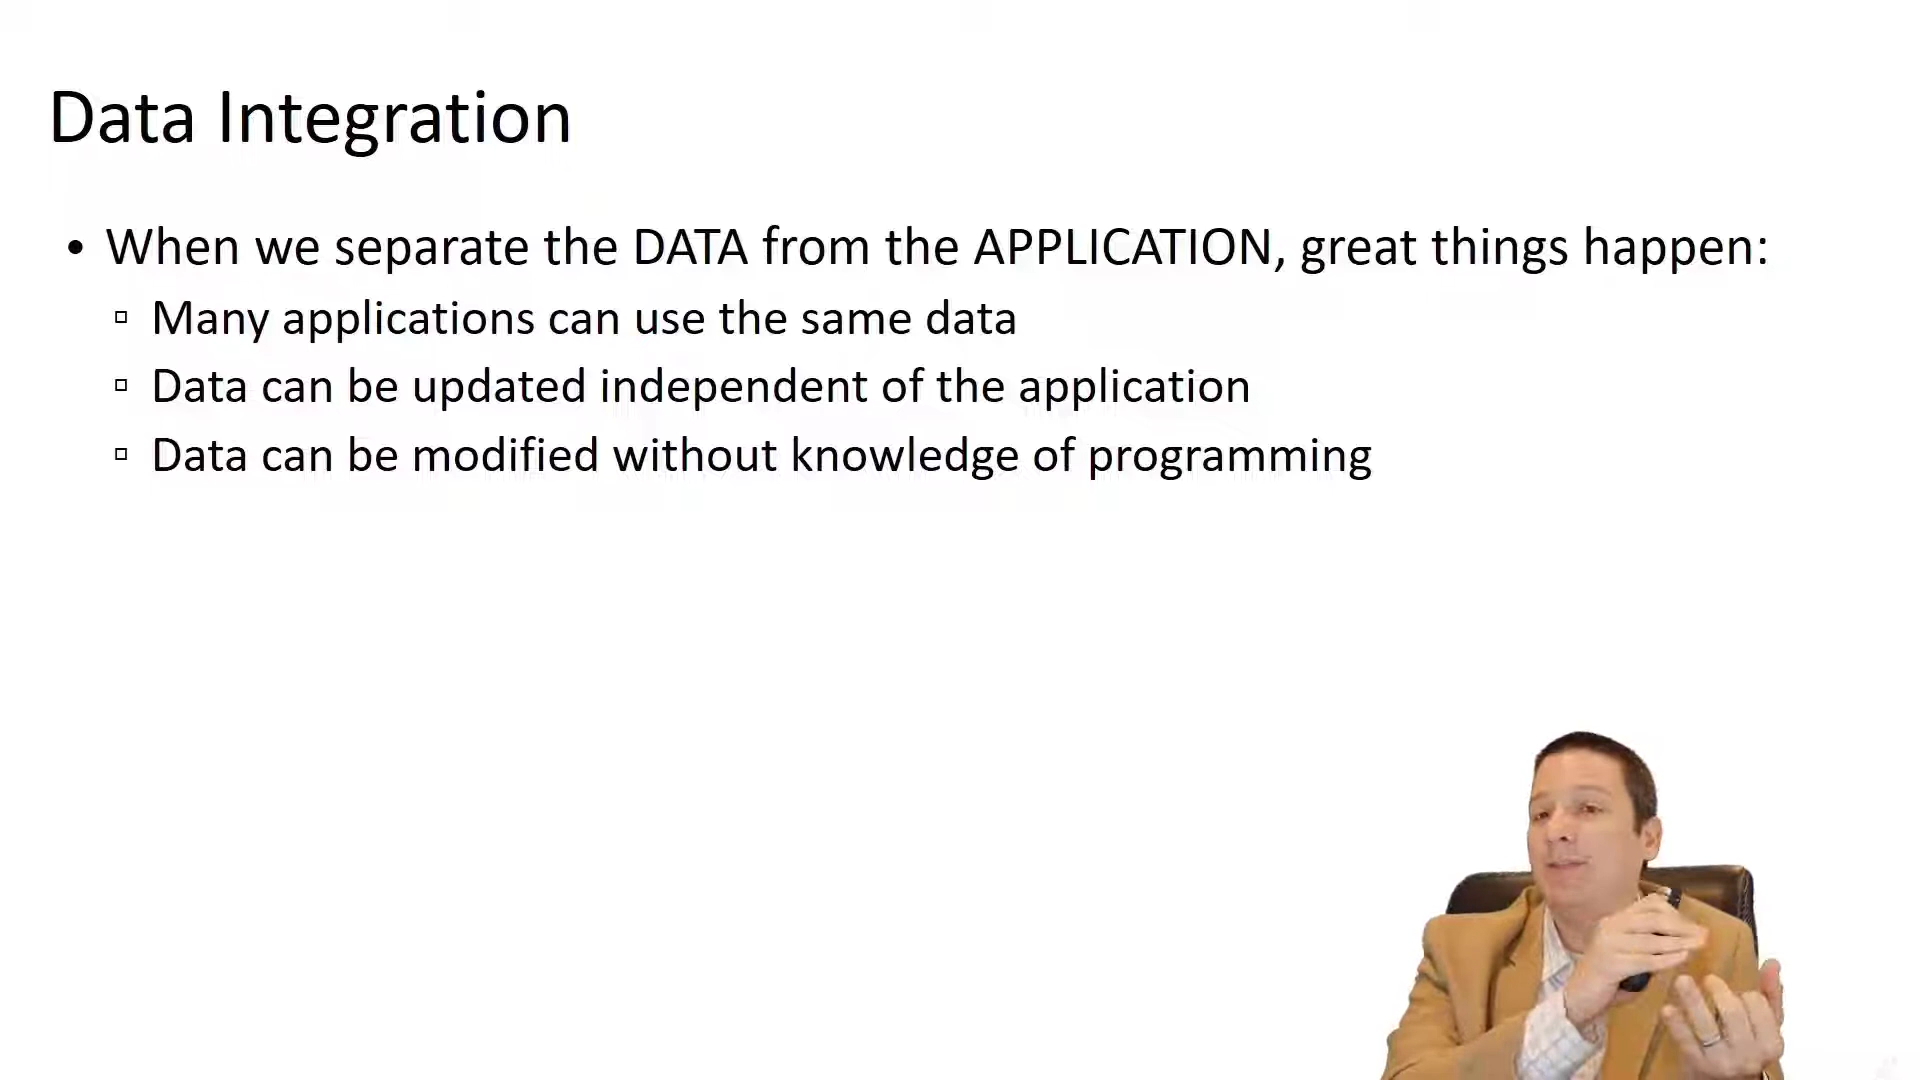 Data Integration
• When we separate the DATA from the APPLICATION, great things happen:
▫ Many applications can use the same data
▫ Data can be updated independent of the application
▫ Data can be modified without knowledge of programming